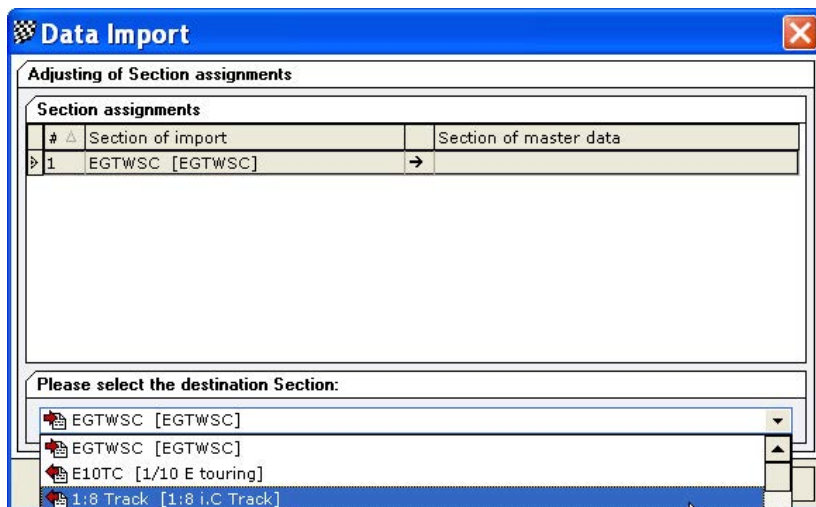 Data Import
Adjusting of Section assignments
Section assignments
# Section of import Section of master data
1 EGTWSC [EGTWSC] →
Please select the destination Section:
EGTWSC [EGTWSC]
EGTWSC [EGTWSC]
E10TC [1/10 E touring]
1:8 Track [1:8 i.C Track]